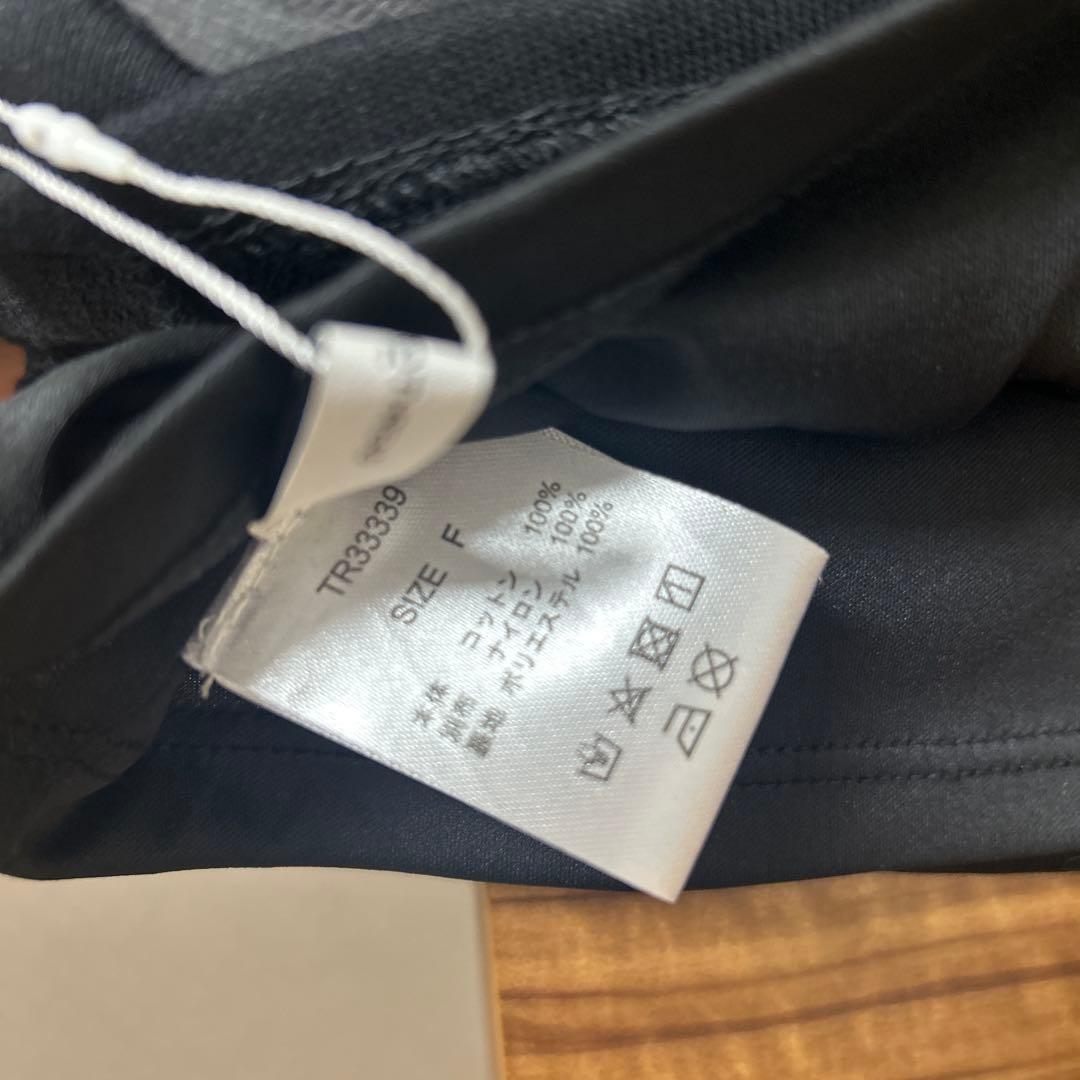 TR33339
SIZE F
本体 コットン 100%
別布 ナイロン 100%
裏地 ポリエステル 100%